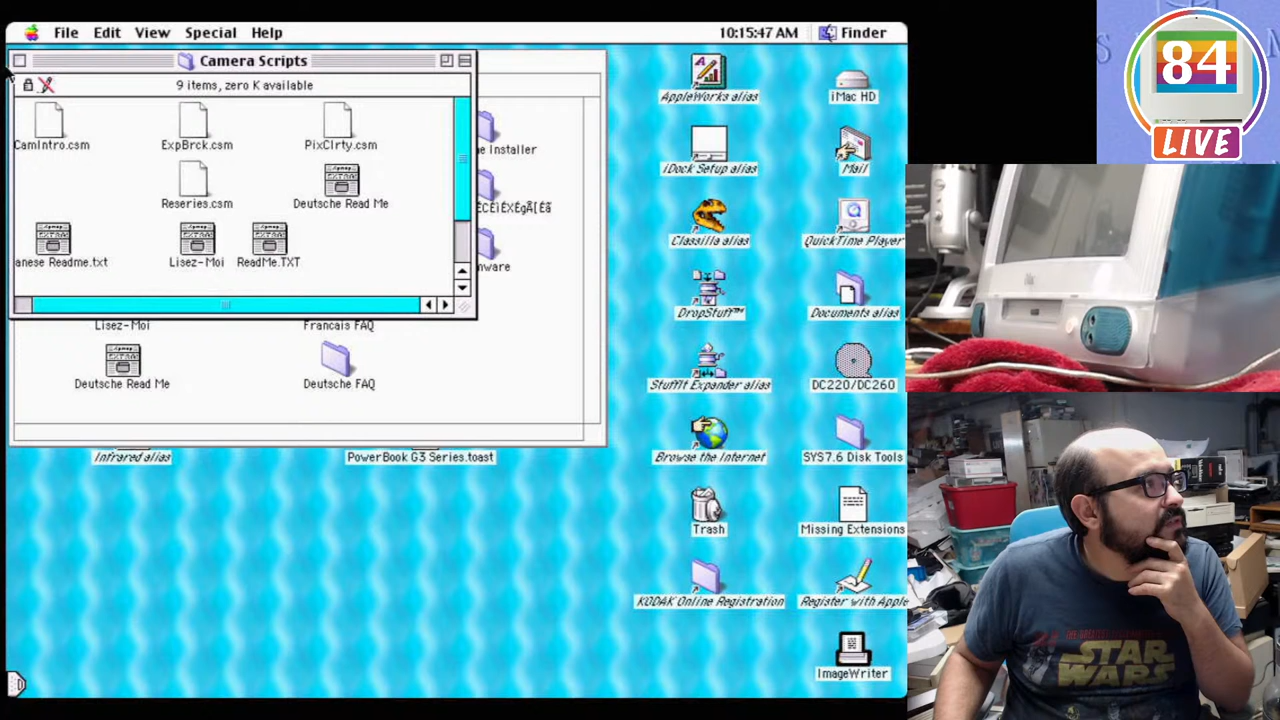 File Edit View Special Help
10:15:47 AM Finder
84
LIVE
Camera Scripts
9 items, zero K available
CamIntro.csm ExpBrck.csm PixClrty.csm
Reseries.csm Deutsche Read Me
anese Readme.txt Lisez-Moi ReadMe.TXT
e Installer
ware
Lisez-Moi Francais FAQ
Deutsche Read Me Deutsche FAQ
Infrared alias PowerBook G3 Series.toast
AppleWorks alias iMac HD
iDock Setup alias Mail
Classilla alias QuickTime Player
DropStuff™ Documents alias
StuffIt Expander alias DC220/DC260
Browse the Internet SYS7.6 Disk Tools
Trash Missing Extensions
KODAK Online Registration Register with Apple
ImageWriter
STAR
WARS